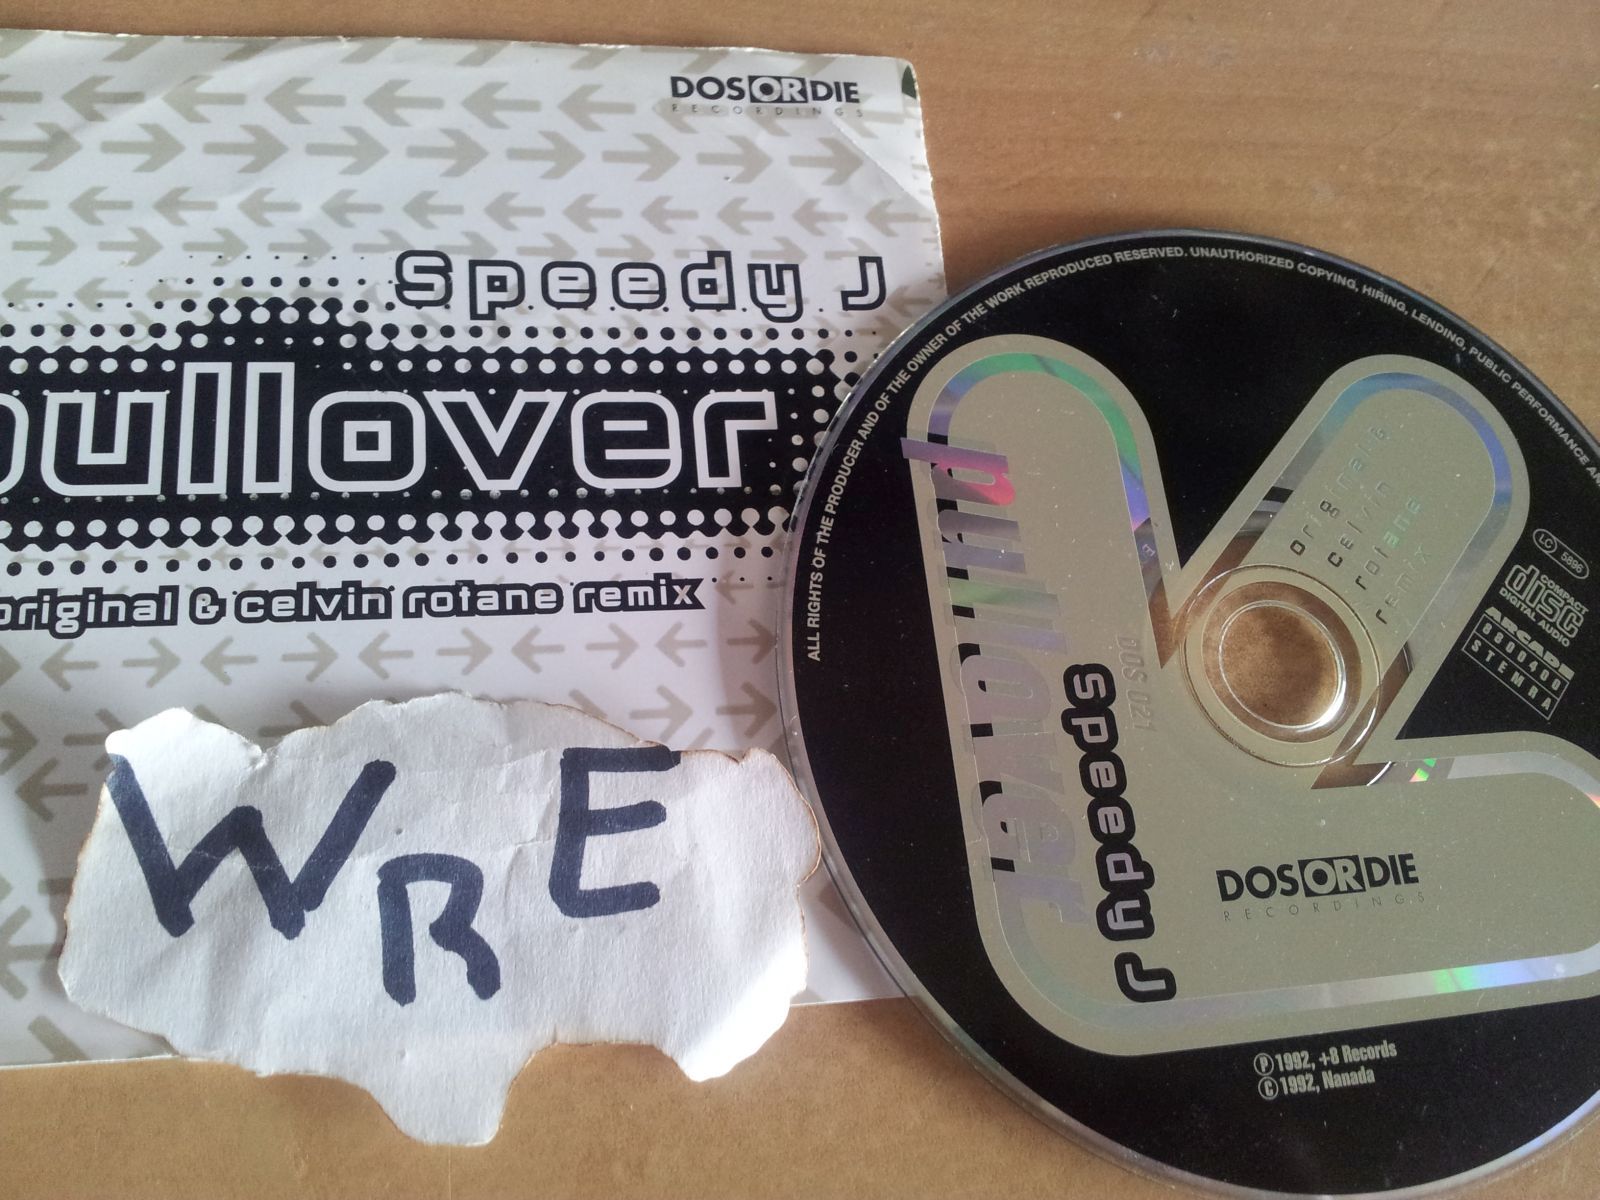 DOS OR DIE
RECORDINGS
Speedy J
pullover
original & celvin rotane remix
WRE
ALL RIGHTS OF THE PRODUCER AND OF THE OWNER OF THE WORK REPRODUCED RESERVED. UNAUTHORIZED COPYING, HIRING, LENDING, PUBLIC PERFORMANCE
pullover
Speedy J
DOS 021
original &
celvin
rotane
remix
LC 5896
COMPACT
disc
DIGITAL AUDIO
ARCADE
8800400
STEMRA
DOS OR DIE
RECORDINGS
Ⓟ 1992, +8 Records
© 1992, Nanada